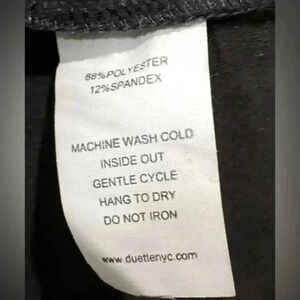 88%POLYESTER
12%SPANDEX
MACHINE WASH COLD
INSIDE OUT
GENTLE CYCLE
HANG TO DRY
DO NOT IRON
www.duettenyc.com